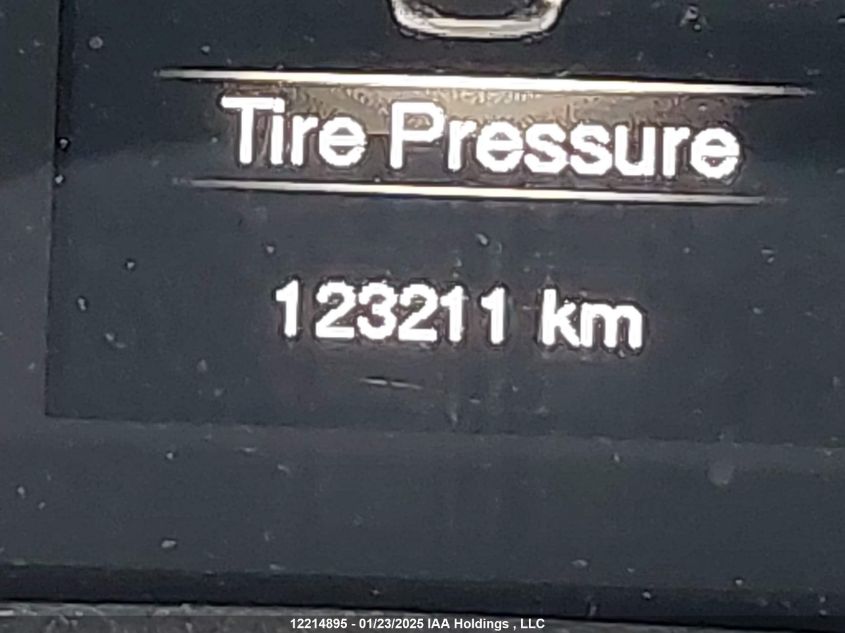 Tire Pressure
123211 km
12214895 - 01/23/2025 IAA Holdings , LLC